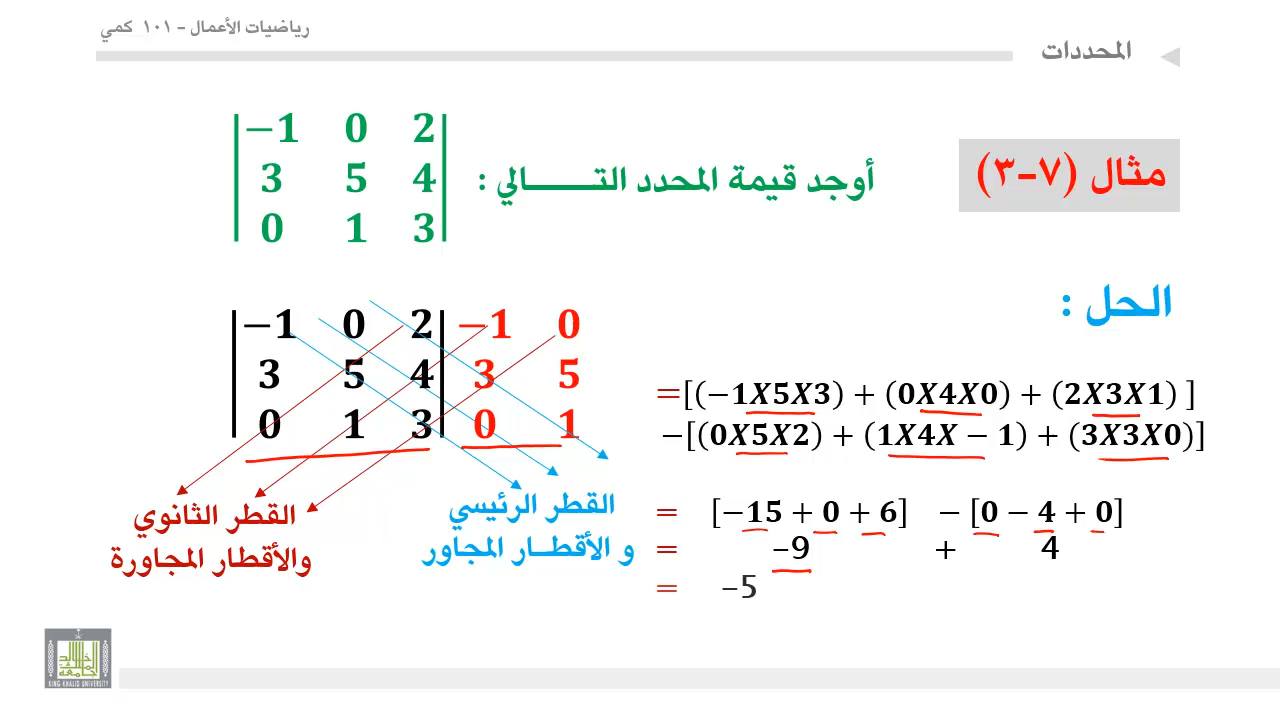 رياضيات الأعمال – ١٠١ كمي
المحددات
مثال (٧-٣)
أوجد قيمة المحدد التـــــالي :
−1 0 2
3 5 4
0 1 3
الحل :
−1 0 2 −1 0
3 5 4 3 5
0 1 3 0 1
=[(−1X5X3) + (0X4X0) + (2X3X1) ]
−[(0X5X2) + (1X4X − 1) + (3X3X0)]
= [−15 + 0 + 6] − [0 − 4 + 0]
= −9 + 4
= −5
القطر الرئيسي
و الأقطــار المجاور
القطر الثانوي
والأقطار المجاورة
KING KHALID UNIVERSITY